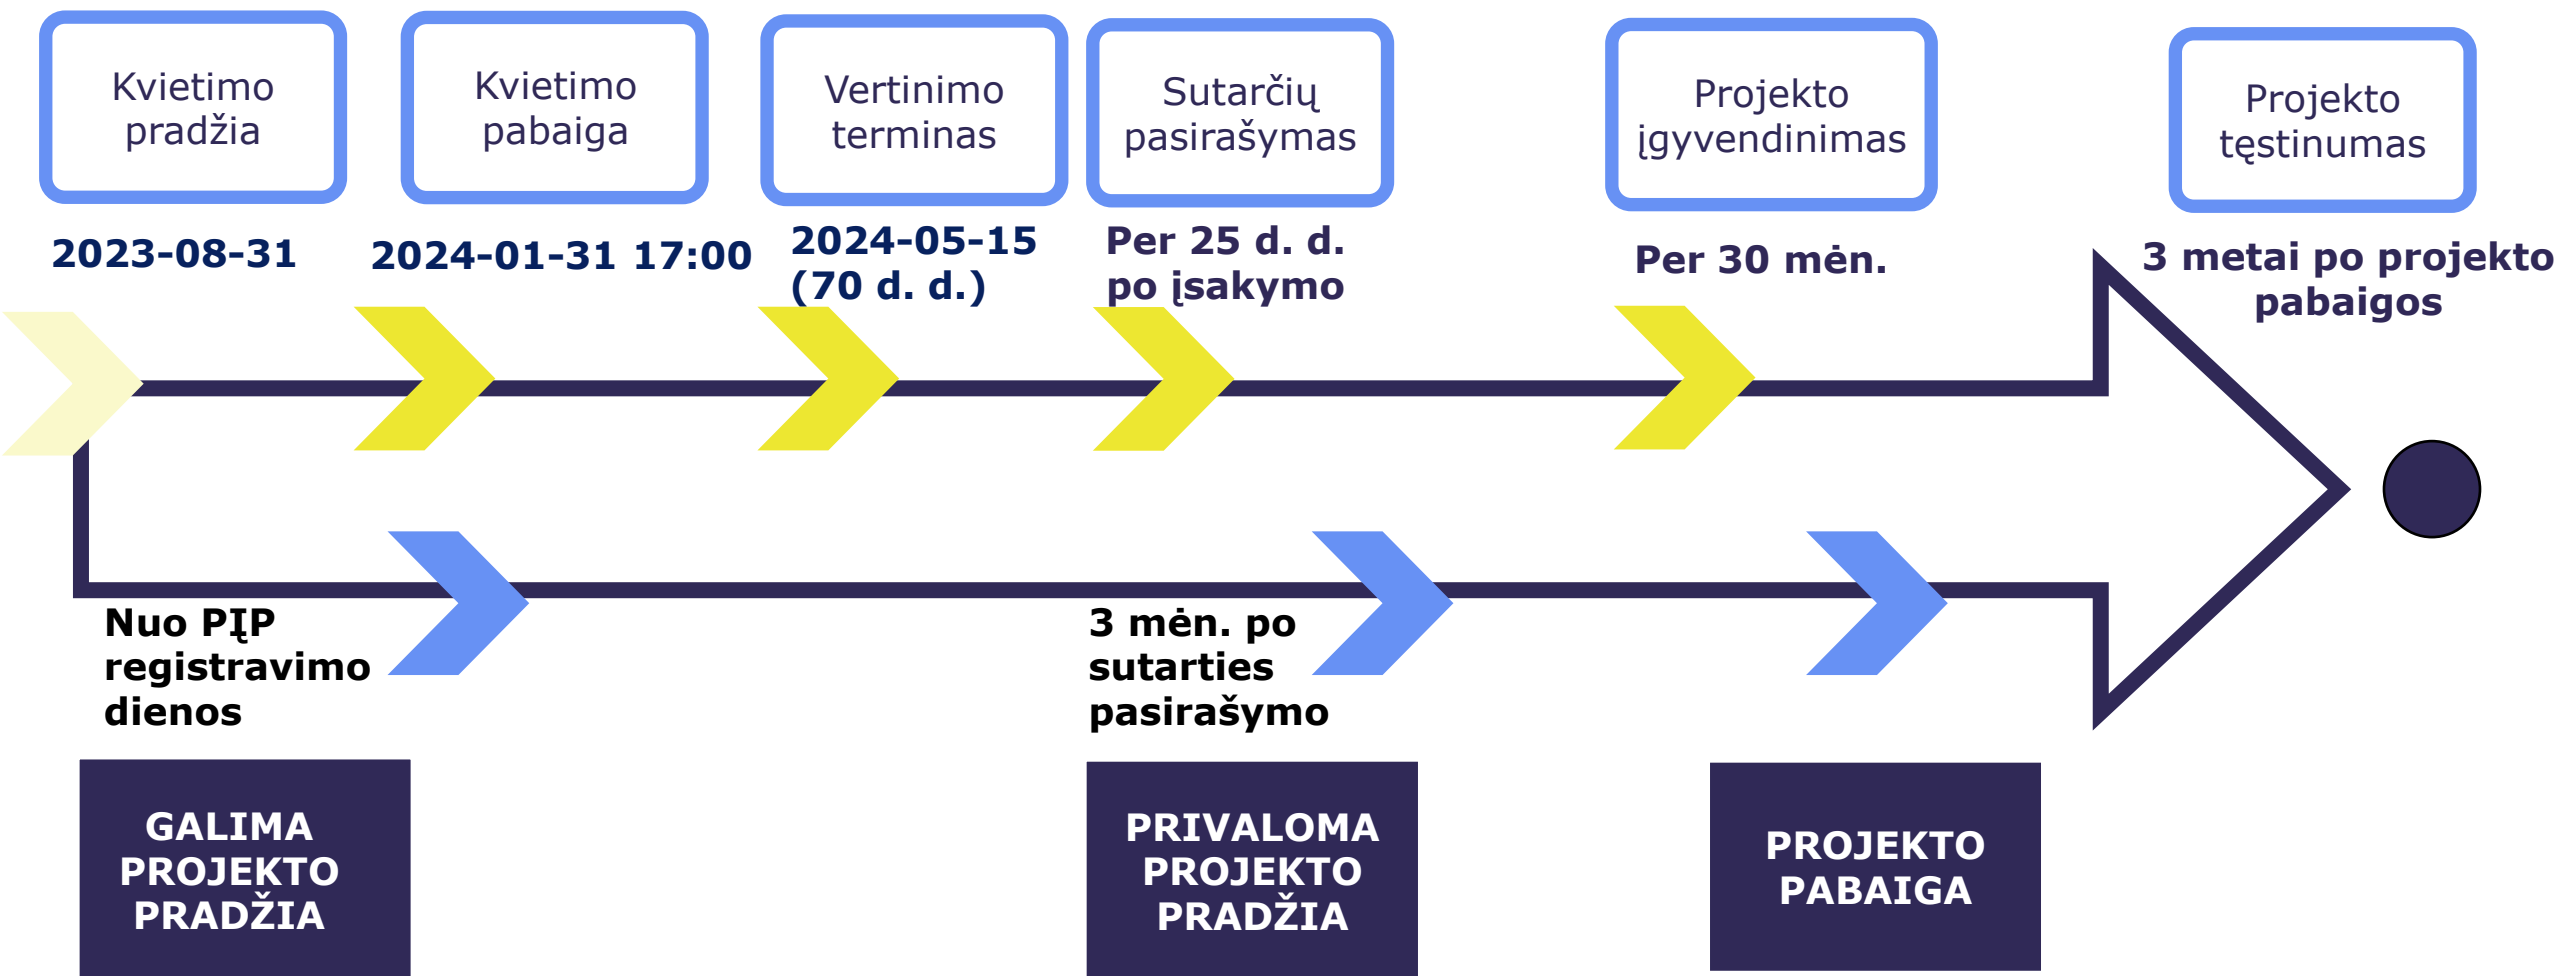 Kvietimo
pradžia
Kvietimo
pabaiga
Vertinimo
terminas
Sutarčių
pasirašymas
Projekto
įgyvendinimas
Projekto
tęstinumas
2023-08-31
2024-01-31 17:00
2024-05-15
(70 d. d.)
Per 25 d. d.
po įsakymo
Per 30 mėn.
3 metai po projekto
pabaigos
Nuo PĮP
registravimo
dienos
3 mėn. po
sutarties
pasirašymo
GALIMA
PROJEKTO
PRADŽIA
PRIVALOMA
PROJEKTO
PRADŽIA
PROJEKTO
PABAIGA